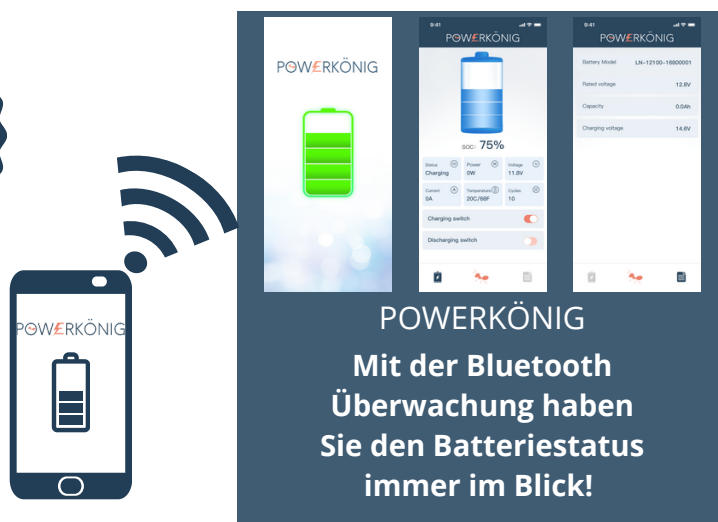 POWERKÖNIG
9:41
POWERKÖNIG
SOC: 75%
Status
Charging
Power
0W
Voltage
11.8V
Current
0A
Temperature
20C/68F
Cycles
10
Charging switch
Discharging switch
9:41
POWERKÖNIG
Battery Model LN-12100-16800001
Rated voltage 12.8V
Capacity 0.0Ah
Charging voltage 14.6V
POWERKÖNIG
POWERKÖNIG
Mit der Bluetooth
Überwachung haben
Sie den Batteriestatus
immer im Blick!